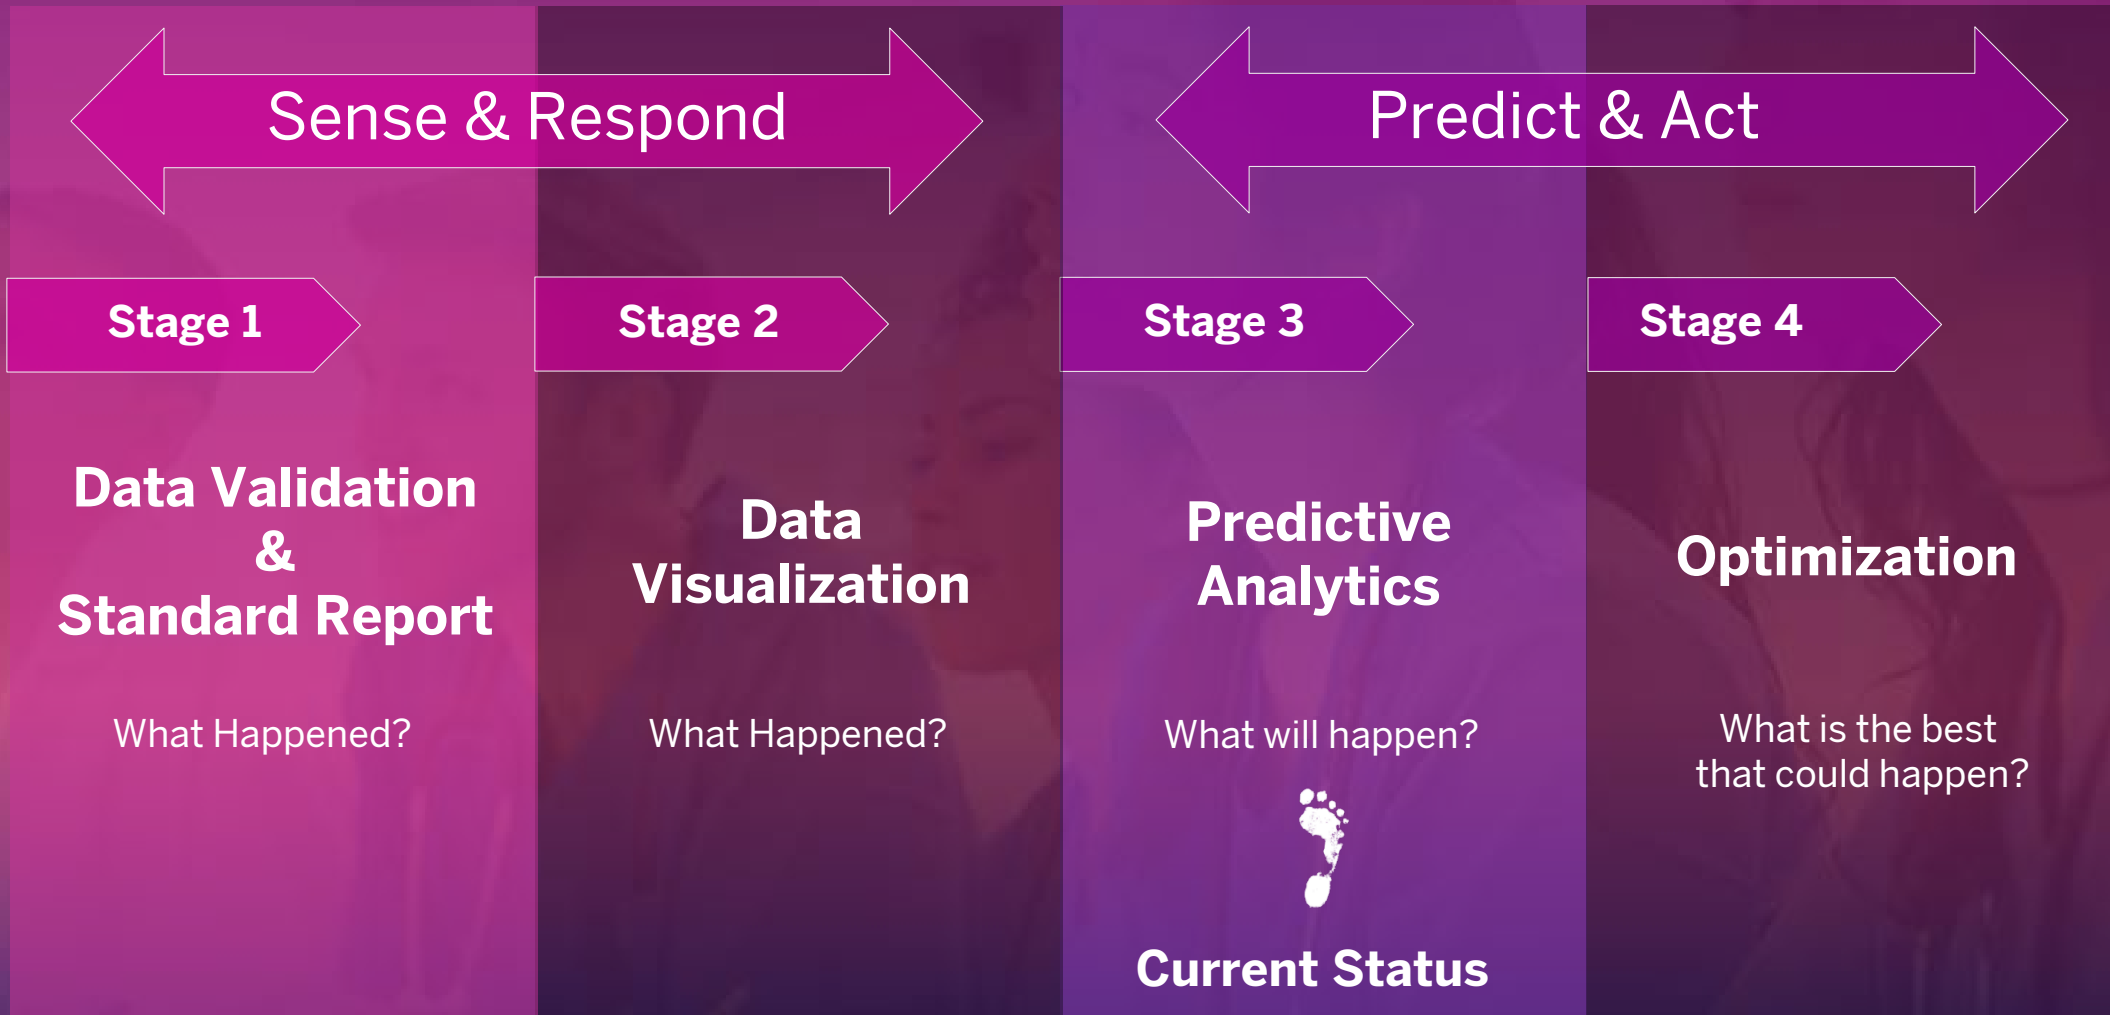 Sense & Respond
Predict & Act
Stage 1
Stage 2
Stage 3
Stage 4
Data Validation
&
Standard Report
Data
Visualization
Predictive
Analytics
Optimization
What Happened?
What Happened?
What will happen?
What is the best
that could happen?
Current Status